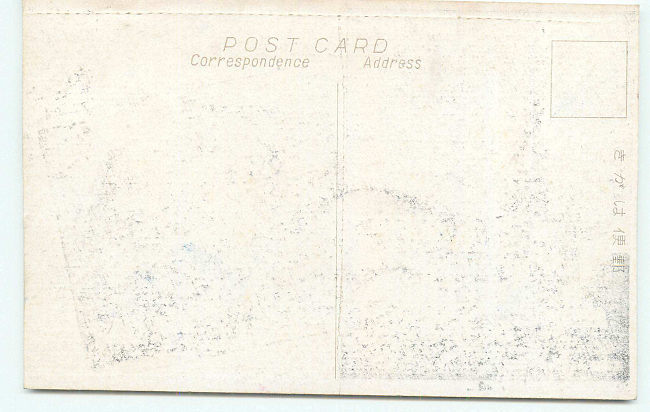 POST CARD
Correspondence
Address
きがは便郵